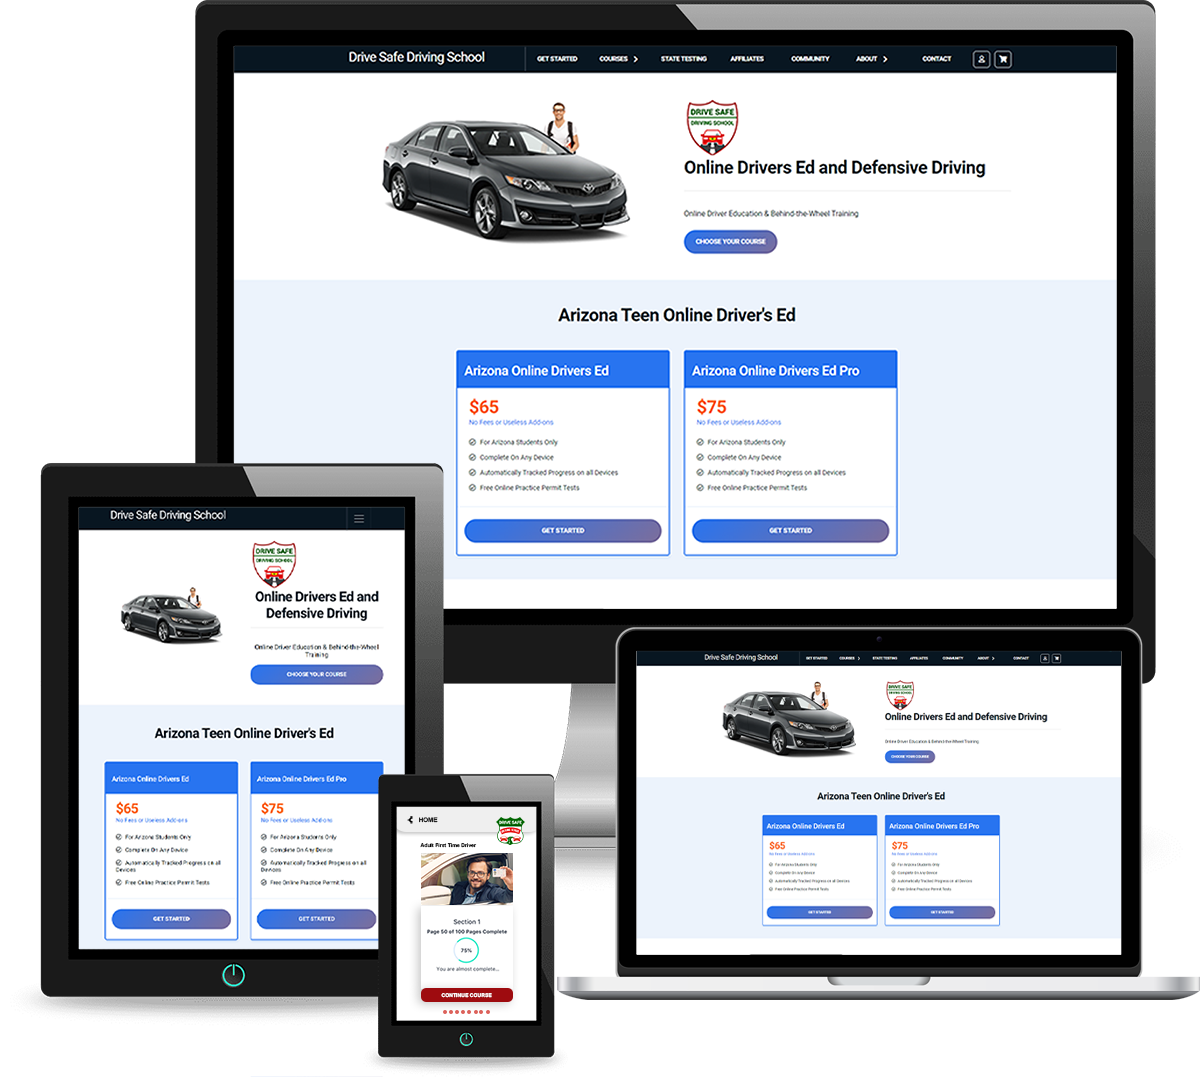 Drive Safe Driving School
GET STARTED COURSES STATE TESTING AFFILIATES COMMUNITY ABOUT CONTACT
DRIVE SAFE
DRIVING SCHOOL
Online Drivers Ed and Defensive Driving
Online Driver Education & Behind-the-Wheel Training
CHOOSE YOUR COURSE
Arizona Teen Online Driver's Ed
Arizona Online Drivers Ed
$65
No Fees or Useless Add-ons
For Arizona Students Only
Complete On Any Device
Automatically Tracked Progress on all Devices
Free Online Practice Permit Tests
GET STARTED
Arizona Online Drivers Ed Pro
$75
No Fees or Useless Add-ons
For Arizona Students Only
Complete On Any Device
Automatically Tracked Progress on all Devices
Free Online Practice Permit Tests
GET STARTED
Drive Safe Driving School
DRIVE SAFE
DRIVING SCHOOL
Online Drivers Ed and
Defensive Driving
Online Driver Education & Behind-the-Wheel
Training
CHOOSE YOUR COURSE
Arizona Teen Online Driver's Ed
Arizona Online Drivers Ed
$65
No Fees or Useless Add-ons
For Arizona Students Only
Complete On Any Device
Automatically Tracked Progress on all
Devices
Free Online Practice Permit Tests
GET STARTED
Arizona Online Drivers Ed Pro
$75
No Fees or Useless Add-ons
For Arizona Students Only
Complete On Any Device
Automatically Tracked Progress on all
Devices
Free Online Practice Permit Tests
GET STARTED
HOME
DRIVE SAFE
Adult First Time Driver
Section 1
Page 50 of 100 Pages Complete
75%
You are almost complete...
CONTINUE COURSE
Drive Safe Driving School
GET STARTED COURSES STATE TESTING AFFILIATES COMMUNITY ABOUT CONTACT
DRIVE SAFE
DRIVING SCHOOL
Online Drivers Ed and Defensive Driving
Online Driver Education & Behind-the-Wheel Training
CHOOSE YOUR COURSE
Arizona Teen Online Driver's Ed
Arizona Online Drivers Ed
$65
No Fees or Useless Add-ons
For Arizona Students Only
Complete On Any Device
Automatically Tracked Progress on all Devices
Free Online Practice Permit Tests
GET STARTED
Arizona Online Drivers Ed Pro
$75
No Fees or Useless Add-ons
For Arizona Students Only
Complete On Any Device
Automatically Tracked Progress on all Devices
Free Online Practice Permit Tests
GET STARTED